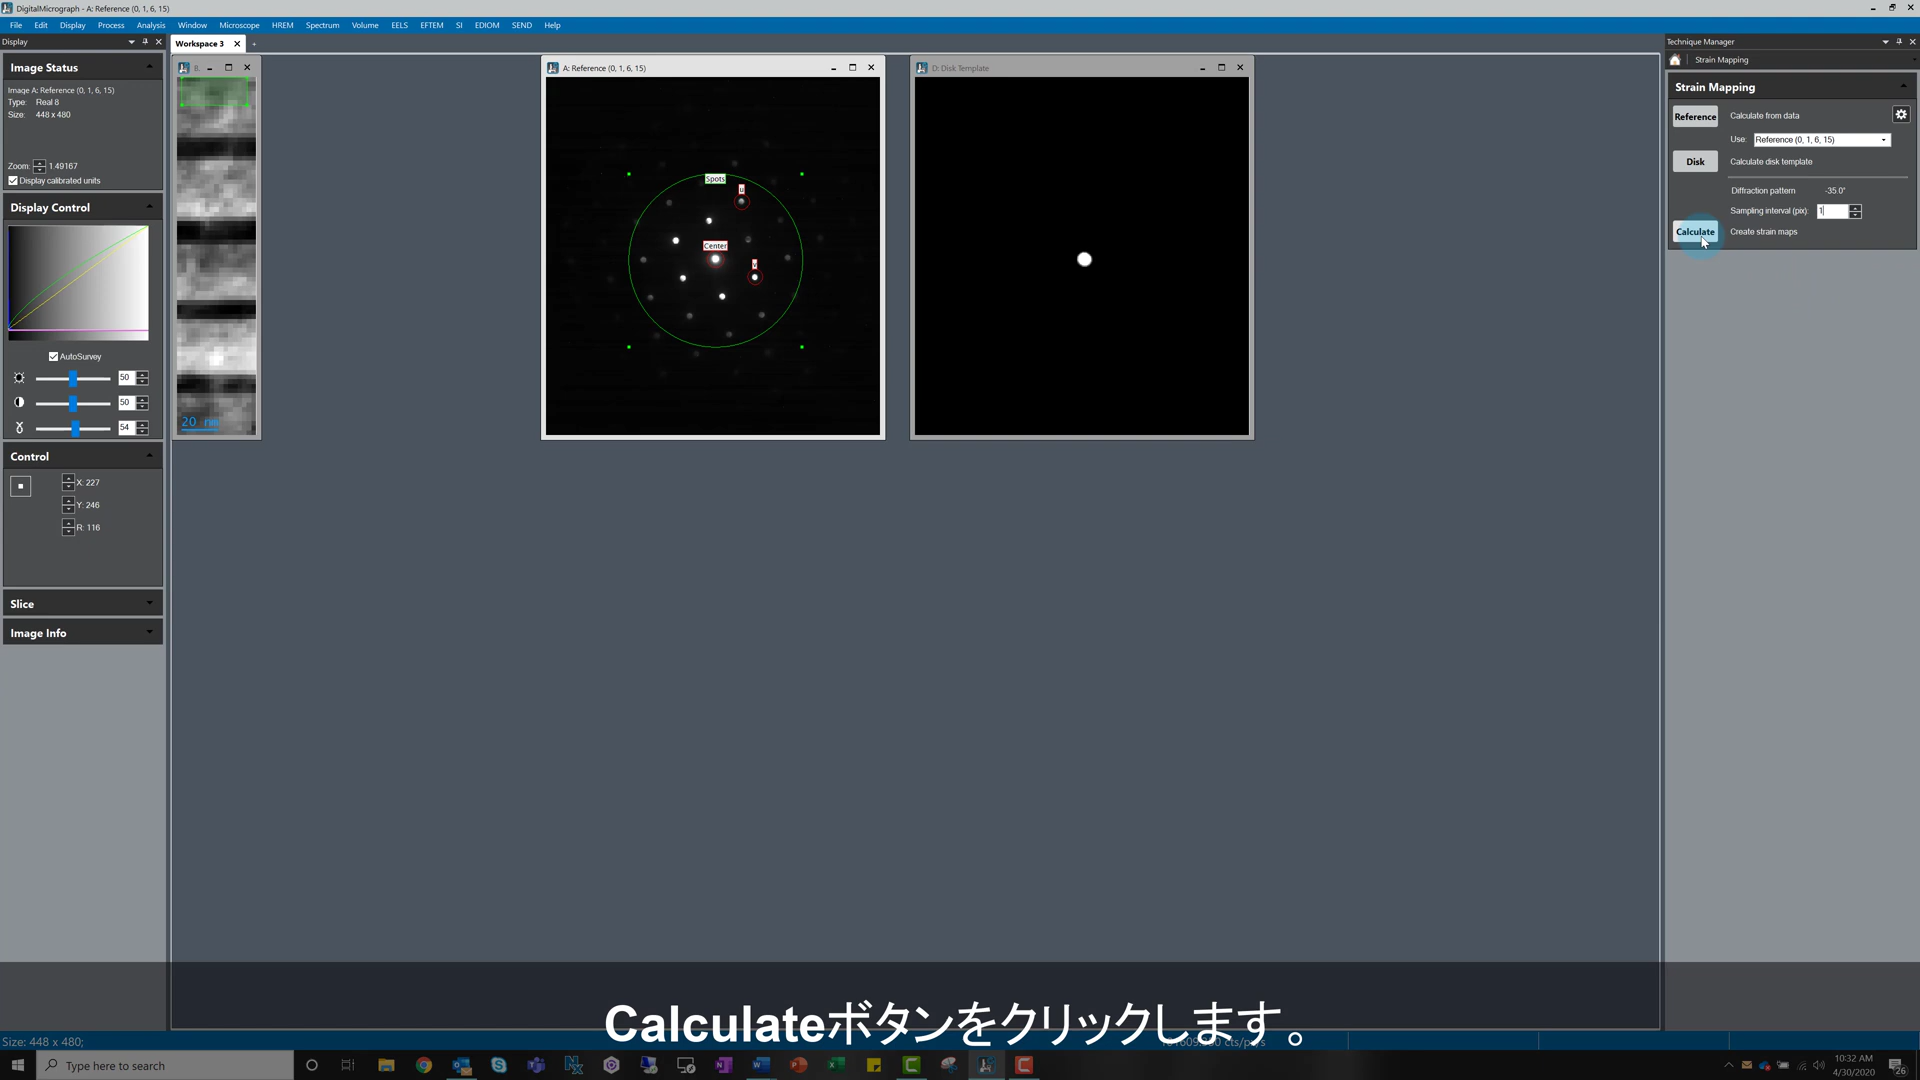 DigitalMicrograph - A: Reference (0, 1, 6, 15)
File Edit Display Process Analysis Window Microscope HREM Spectrum Volume EELS EFTEM SI EDIOM SEND Help
Display
Workspace 3
Technique Manager
Strain Mapping
Image Status
Image A: Reference (0, 1, 6, 15)
Type: Real 8
Size: 448 x 480
Zoom: 1.49167
Display calibrated units
Display Control
AutoSurvey
50
50
54
Control
X: 227
Y: 246
R: 116
Slice
Image Info
20 nm
A: Reference (0, 1, 6, 15)
Spots
u
Center
v
D: Disk Template
Strain Mapping
Reference Calculate from data
Use: Reference (0, 1, 6, 15)
Disk Calculate disk template
Diffraction pattern -35.0°
Sampling interval (pix): 1
Calculate Create strain maps
Calculateボタンをクリックします。
Size: 448 x 480;
Type here to search
10:32 AM
4/30/2020
26